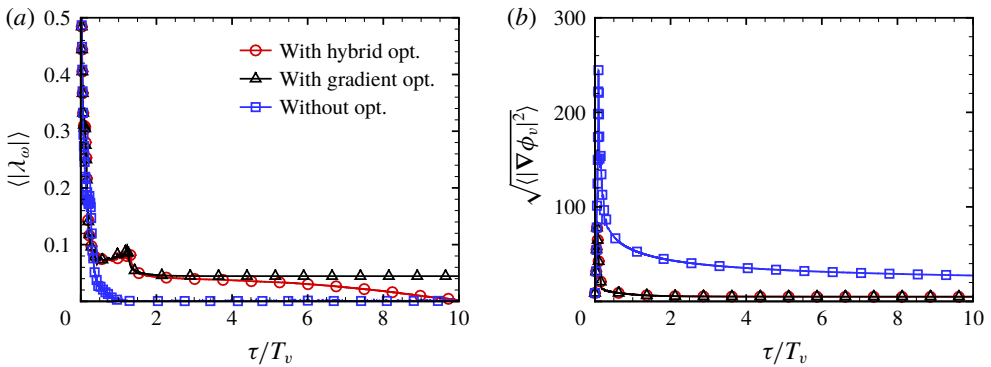 (a)
0.5
0.4
0.3
0.2
0.1
0 2 4 6 8 10
⟨|λω|⟩
τ/Tv
With hybrid opt.
With gradient opt.
Without opt.
(b)
300
200
100
0 2 4 6 8 10
√⟨|∇ϕv|²⟩
τ/Tv